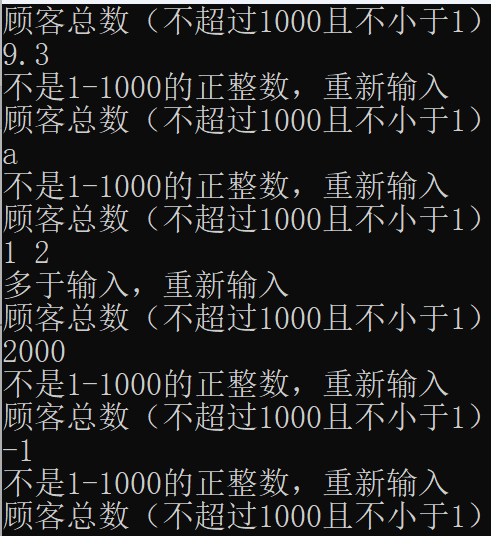 顾客总数（不超过1000且不小于1）
9.3
不是1-1000的正整数，重新输入
顾客总数（不超过1000且不小于1）
a
不是1-1000的正整数，重新输入
顾客总数（不超过1000且不小于1）
1 2
多于输入，重新输入
顾客总数（不超过1000且不小于1）
2000
不是1-1000的正整数，重新输入
顾客总数（不超过1000且不小于1）
-1
不是1-1000的正整数，重新输入
顾客总数（不超过1000且不小于1）